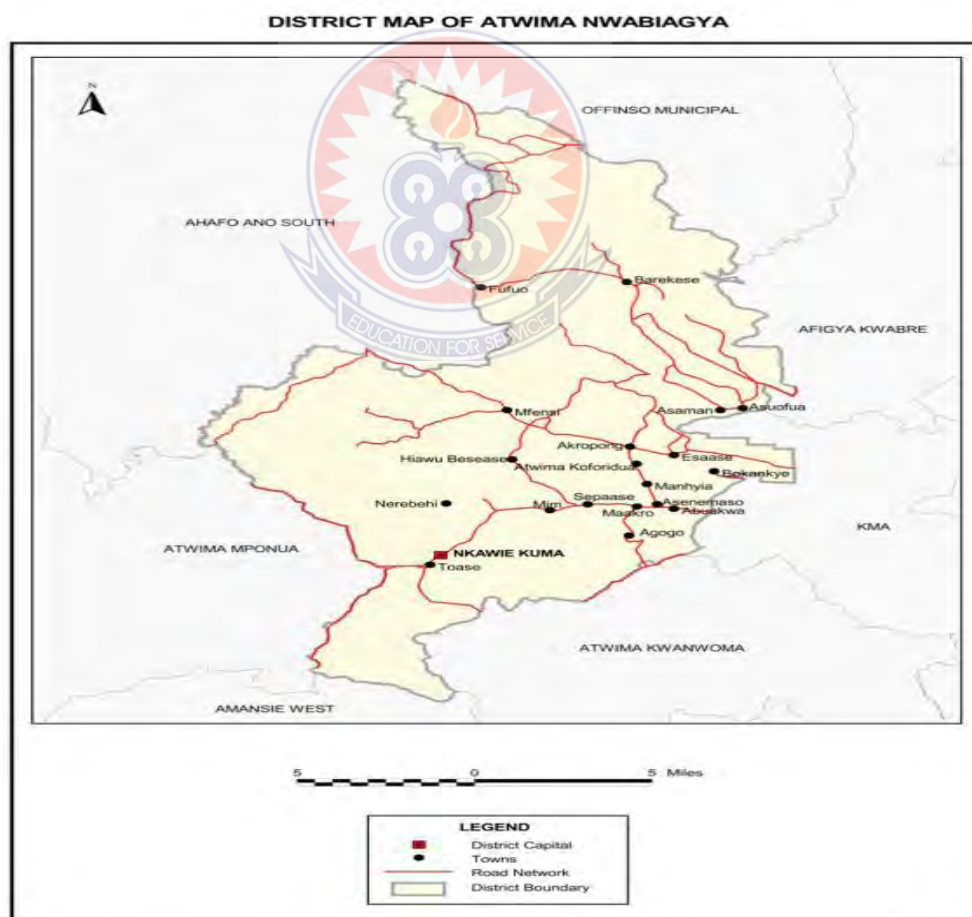 DISTRICT MAP OF ATWIMA NWABIAGYA
N
OFFINSO MUNICIPAL
AHAFO ANO SOUTH
Barekese
Fufuo
EDUCATION FOR SERVICE
AFIGYA KWABRE
Mfensi
Asaman
Asuofua
Akropong
Esaase
Hiawu Besease
Atwima Koforidua
Bokankye
Manhyia
Nerebehi
Sepaase
Asenemaso
Mim
Maakro
Abuakwa
KMA
Agogo
ATWIMA MPONUA
NKAWIE KUMA
Toase
ATWIMA KWANWOMA
AMANSIE WEST
5 0 5 Miles
LEGEND
District Capital
Towns
Road Network
District Boundary